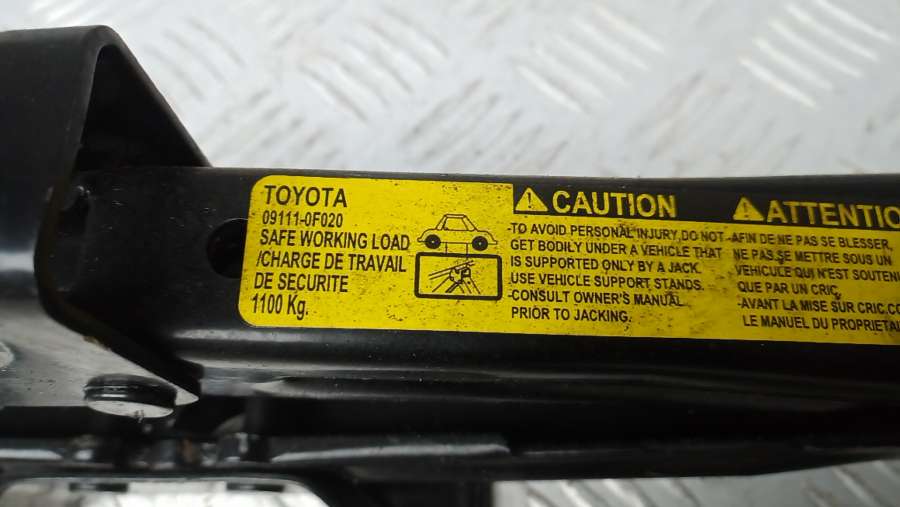 TOYOTA
09111-0F020
SAFE WORKING LOAD
/CHARGE DE TRAVAIL
DE SECURITE
1100 Kg.
CAUTION
-TO AVOID PERSONAL INJURY, DO NOT
GET BODILY UNDER A VEHICLE THAT
IS SUPPORTED ONLY BY A JACK.
USE VEHICLE SUPPORT STANDS.
-CONSULT OWNER'S MANUAL
PRIOR TO JACKING.
ATTENTIO
-AFIN DE NE PAS SE BLESSER,
NE PAS SE METTRE SOUS UN
VEHICULE QUI N'EST SOUTENU
QUE PAR UN CRIC,
-AVANT LA MISE SUR CRIC, CO
LE MANUEL DU PROPRIETAI